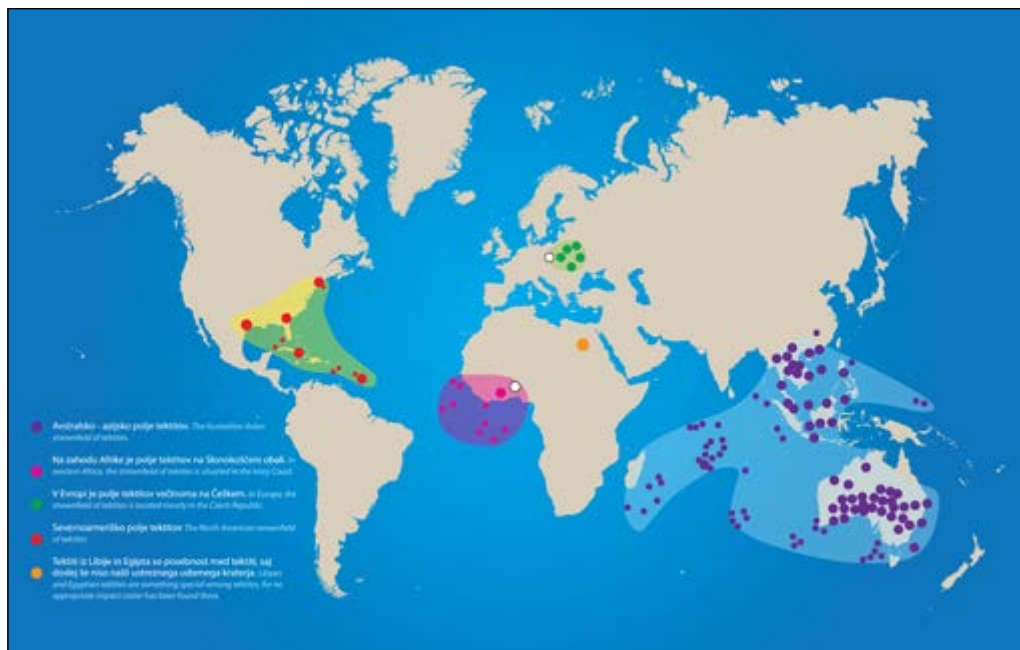 Avstralsko - azijsko polje tektitov. The Australian-Asian
strewnfield of tektites.
Na zahodu Afrike je polje tektitov na Slonokoščeni obali. In
western Africa, the strewnfield of tektites is situated in the Ivory Coast.
V Evropi je polje tektitov večinoma na Češkem. In Europe, the
strewnfield of tektites is located mostly in the Czech Republic.
Severnoameriško polje tektitov The North American strewnfield
of tektites.
Tektiti iz Libije in Egipta so posebnost med tektiti, saj
doslej še niso našli ustreznega udarnega kraterja. Libyan
and Egyptian tektites are something special among tektites, for no
appropriate impact crater has been found there.